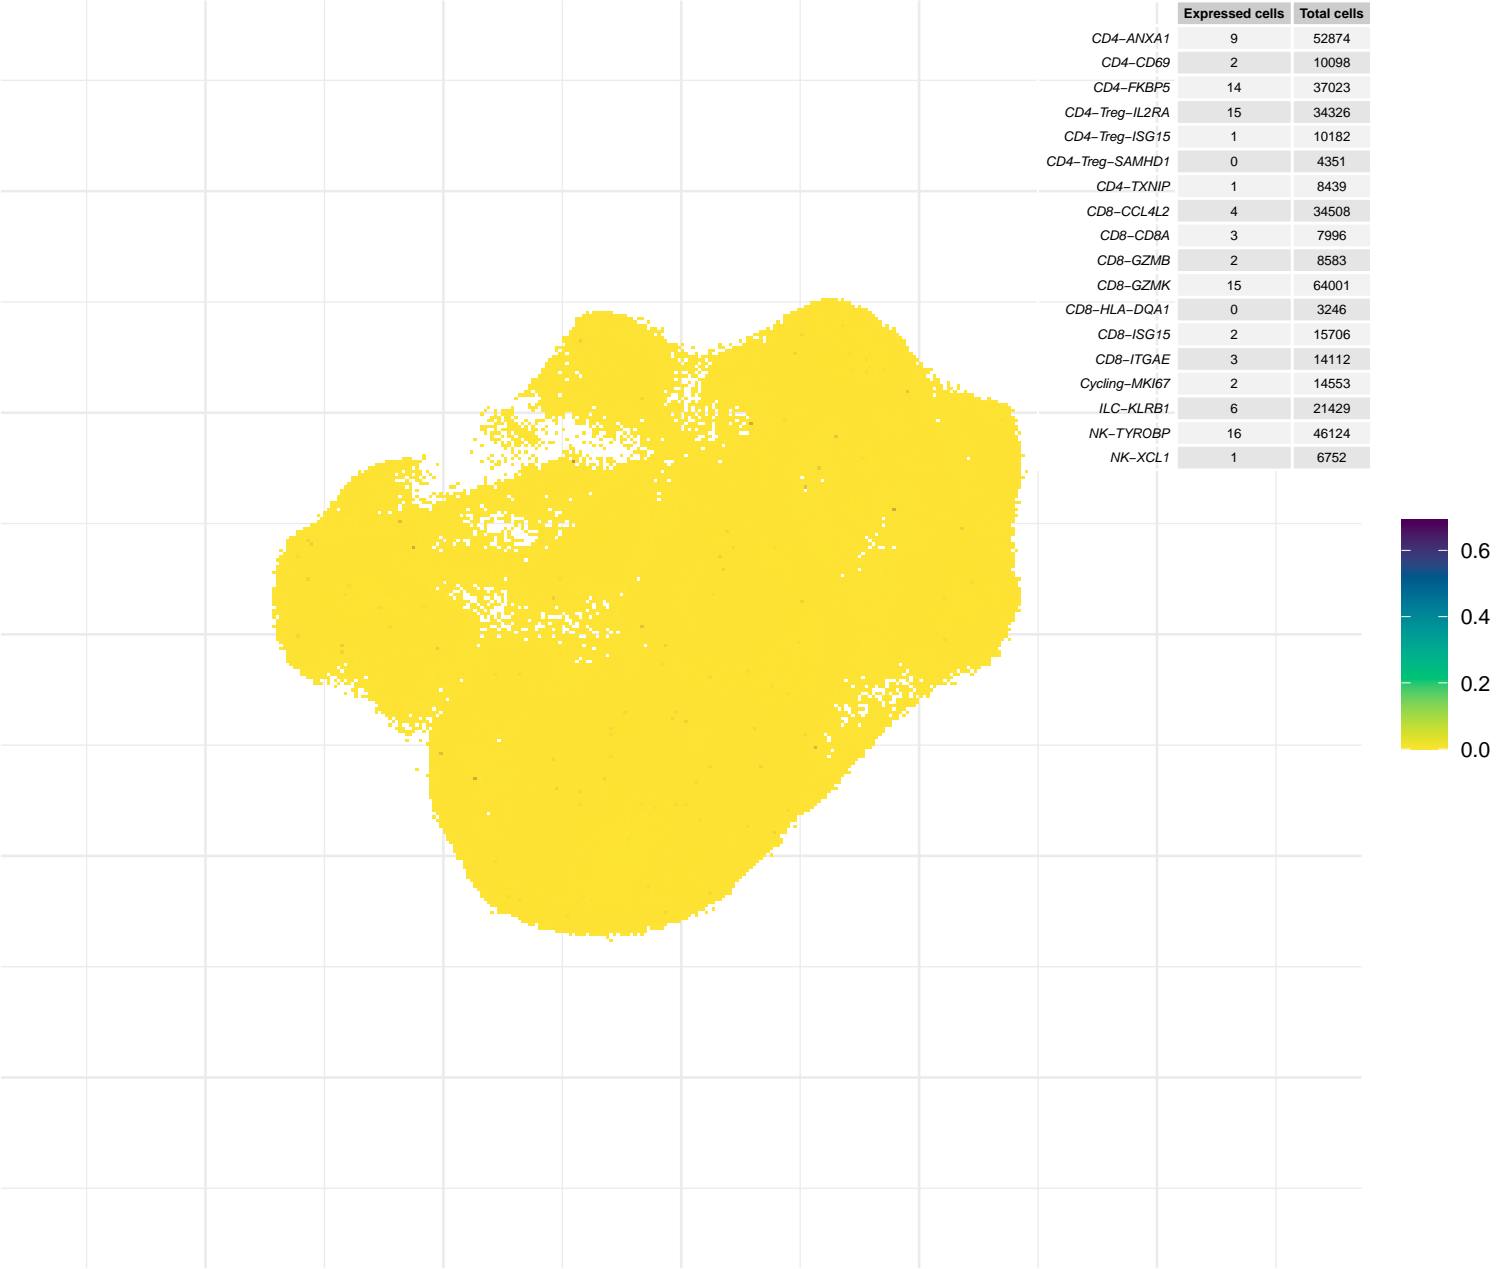 Expressed cells Total cells
CD4−ANXA1 9 52874
CD4−CD69 2 10098
CD4−FKBP5 14 37023
CD4−Treg−IL2RA 15 34326
CD4−Treg−ISG15 1 10182
CD4−Treg−SAMHD1 0 4351
CD4−TXNIP 1 8439
CD8−CCL4L2 4 34508
CD8−CD8A 3 7996
CD8−GZMB 2 8583
CD8−GZMK 15 64001
CD8−HLA−DQA1 0 3246
CD8−ISG15 2 15706
CD8−ITGAE 3 14112
Cycling−MKI67 2 14553
ILC−KLRB1 6 21429
NK−TYROBP 16 46124
NK−XCL1 1 6752
0.6
0.4
0.2
0.0